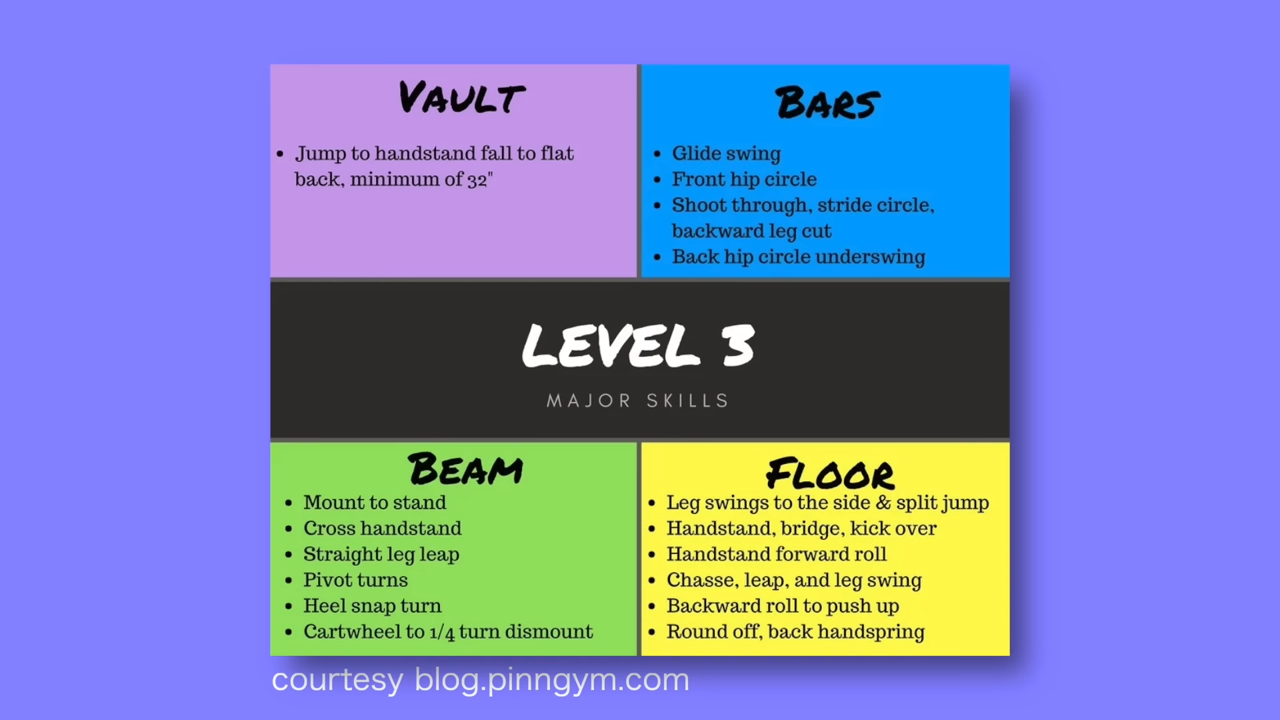 VAULT
• Jump to handstand fall to flat
back, minimum of 32"
BARS
• Glide swing
• Front hip circle
• Shoot through, stride circle,
backward leg cut
• Back hip circle underswing
LEVEL 3
MAJOR SKILLS
BEAM
• Mount to stand
• Cross handstand
• Straight leg leap
• Pivot turns
• Heel snap turn
• Cartwheel to 1/4 turn dismount
FLOOR
• Leg swings to the side & split jump
• Handstand, bridge, kick over
• Handstand forward roll
• Chasse, leap, and leg swing
• Backward roll to push up
• Round off, back handspring
courtesy blog.pinngym.com